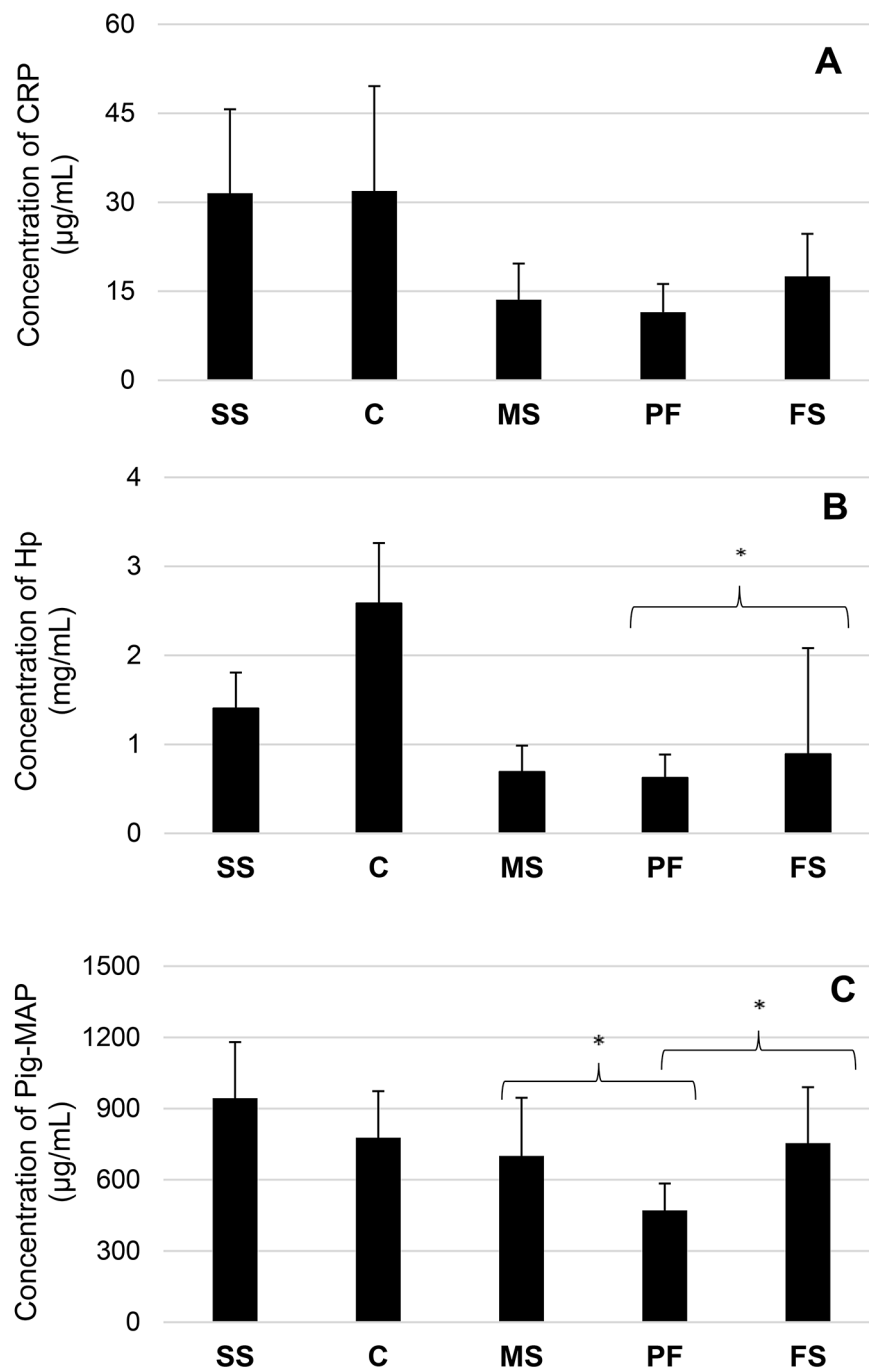 A
Concentration of CRP
(µg/mL)
60
45
30
15
0
SS C MS PF FS
B
Concentration of Hp
(mg/mL)
4
3
2
1
0
*
SS C MS PF FS
C
Concentration of Pig-MAP
(µg/mL)
1500
1200
900
600
300
0
* *
SS C MS PF FS